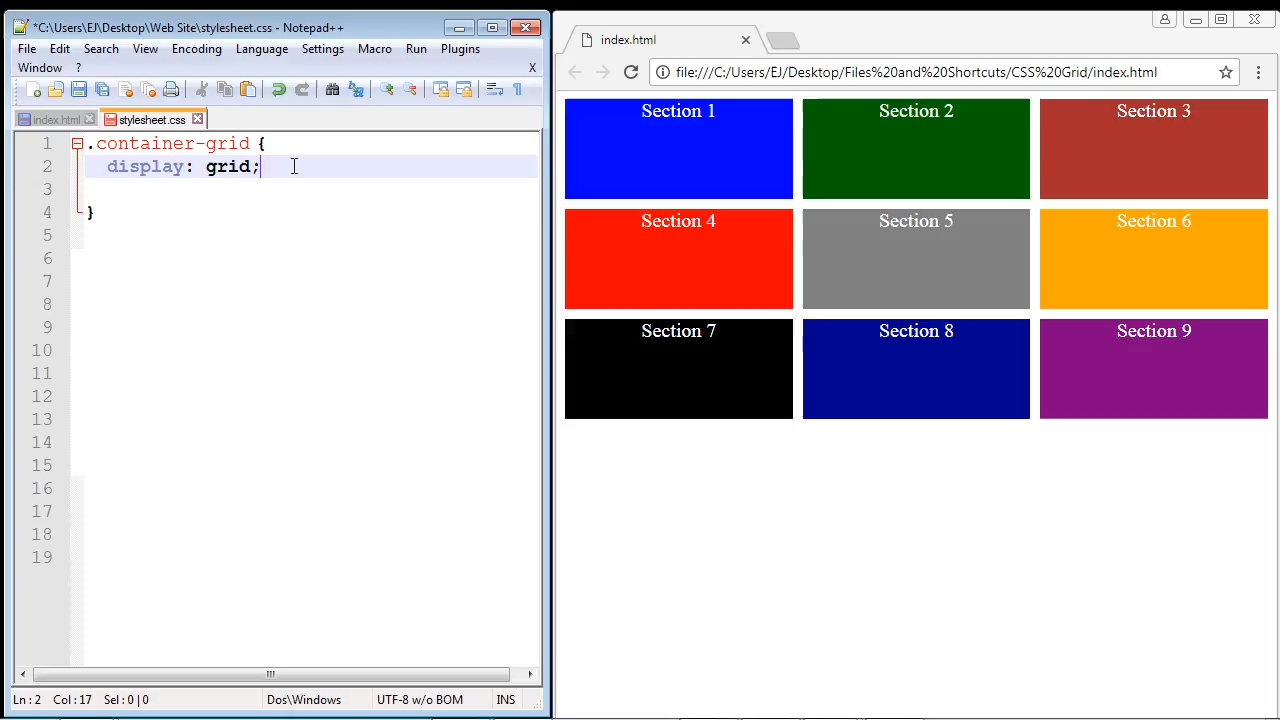 *C:\Users\EJ\Desktop\Web Site\stylesheet.css - Notepad++
File Edit Search View Encoding Language Settings Macro Run Plugins
Window ? X
index.html stylesheet.css
1 .container-grid {
2 display: grid;
3
4 }
5
6
7
8
9
10
11
12
13
14
15
16
17
18
19
Ln : 2 Col : 17 Sel : 0 | 0 Dos\Windows UTF-8 w/o BOM INS
index.html
file:///C:/Users/EJ/Desktop/Files%20and%20Shortcuts/CSS%20Grid/index.html
Section 1 Section 2 Section 3
Section 4 Section 5 Section 6
Section 7 Section 8 Section 9